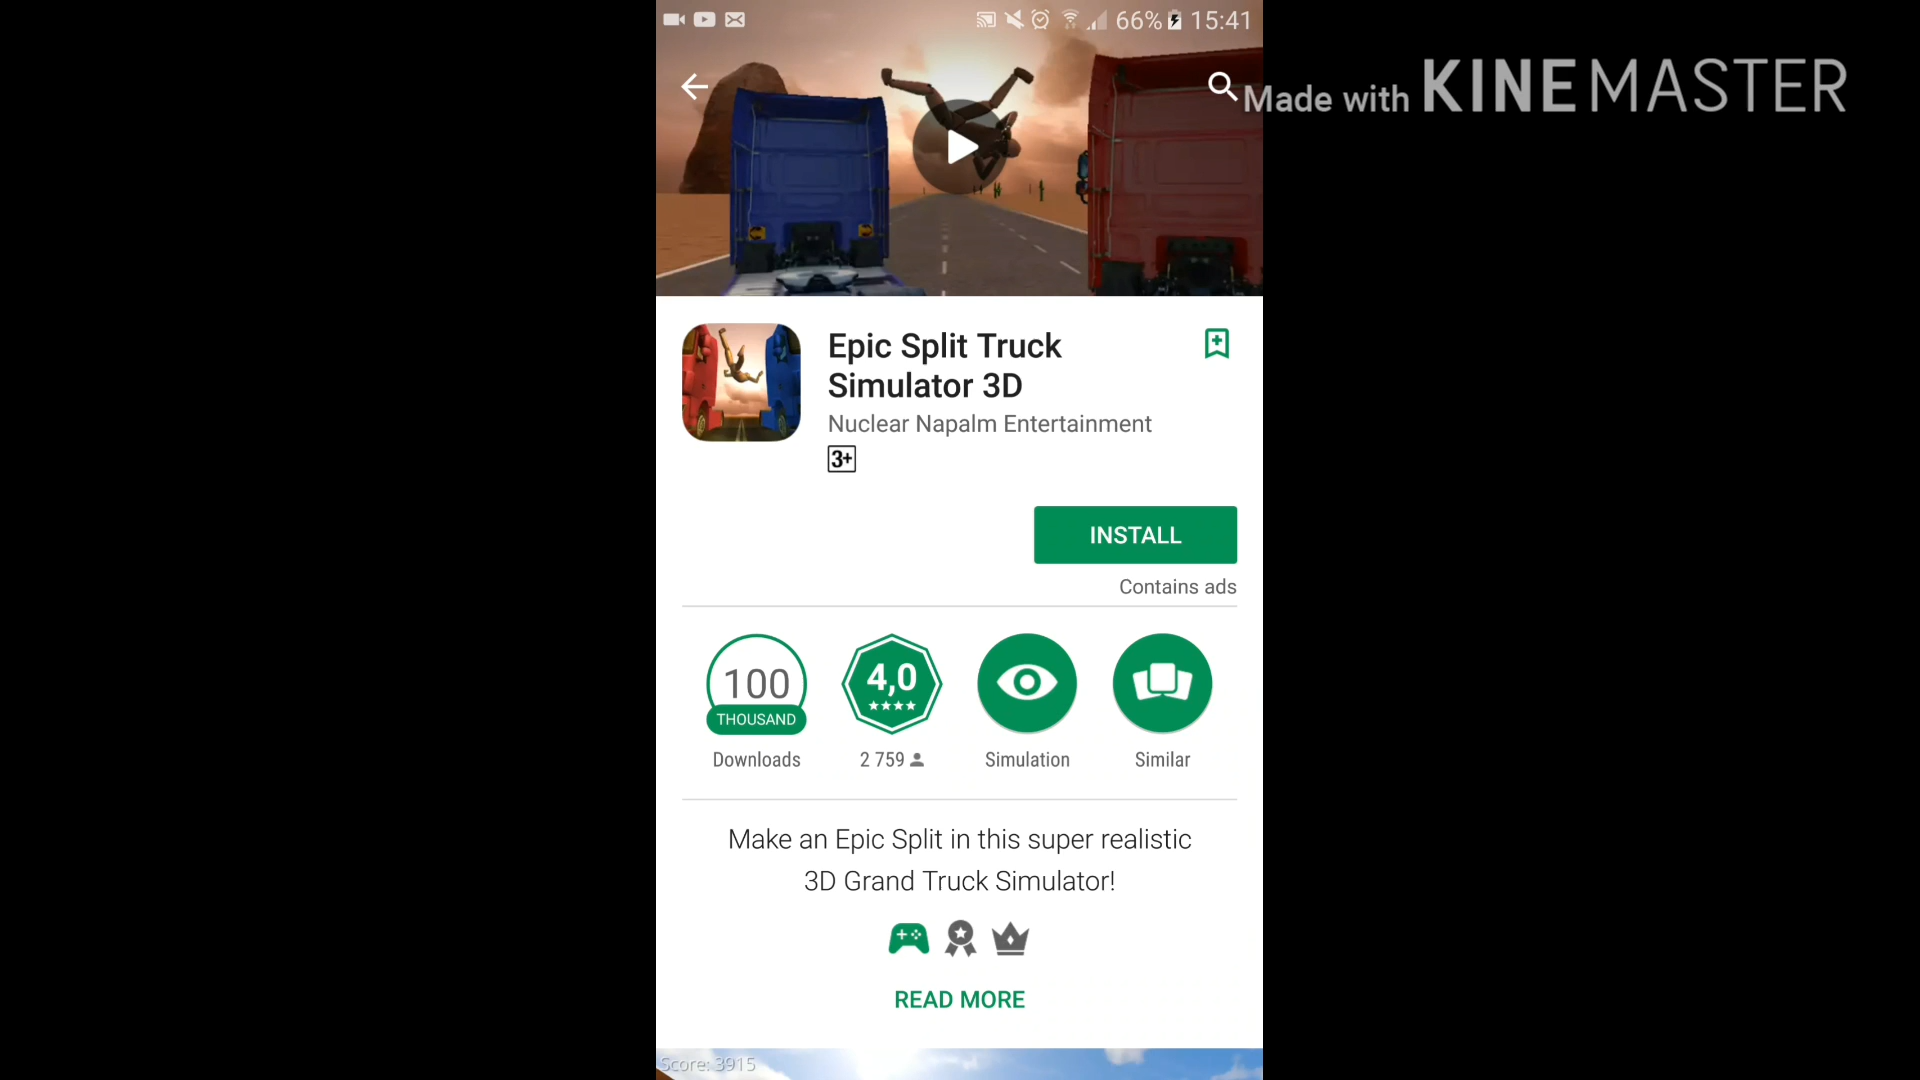 66% 15:41
Made with KINEMASTER
Epic Split Truck
Simulator 3D
Nuclear Napalm Entertainment
3+
INSTALL
Contains ads
100
THOUSAND
Downloads
4,0
2 759
Simulation
Similar
Make an Epic Split in this super realistic
3D Grand Truck Simulator!
READ MORE
Score: 3915